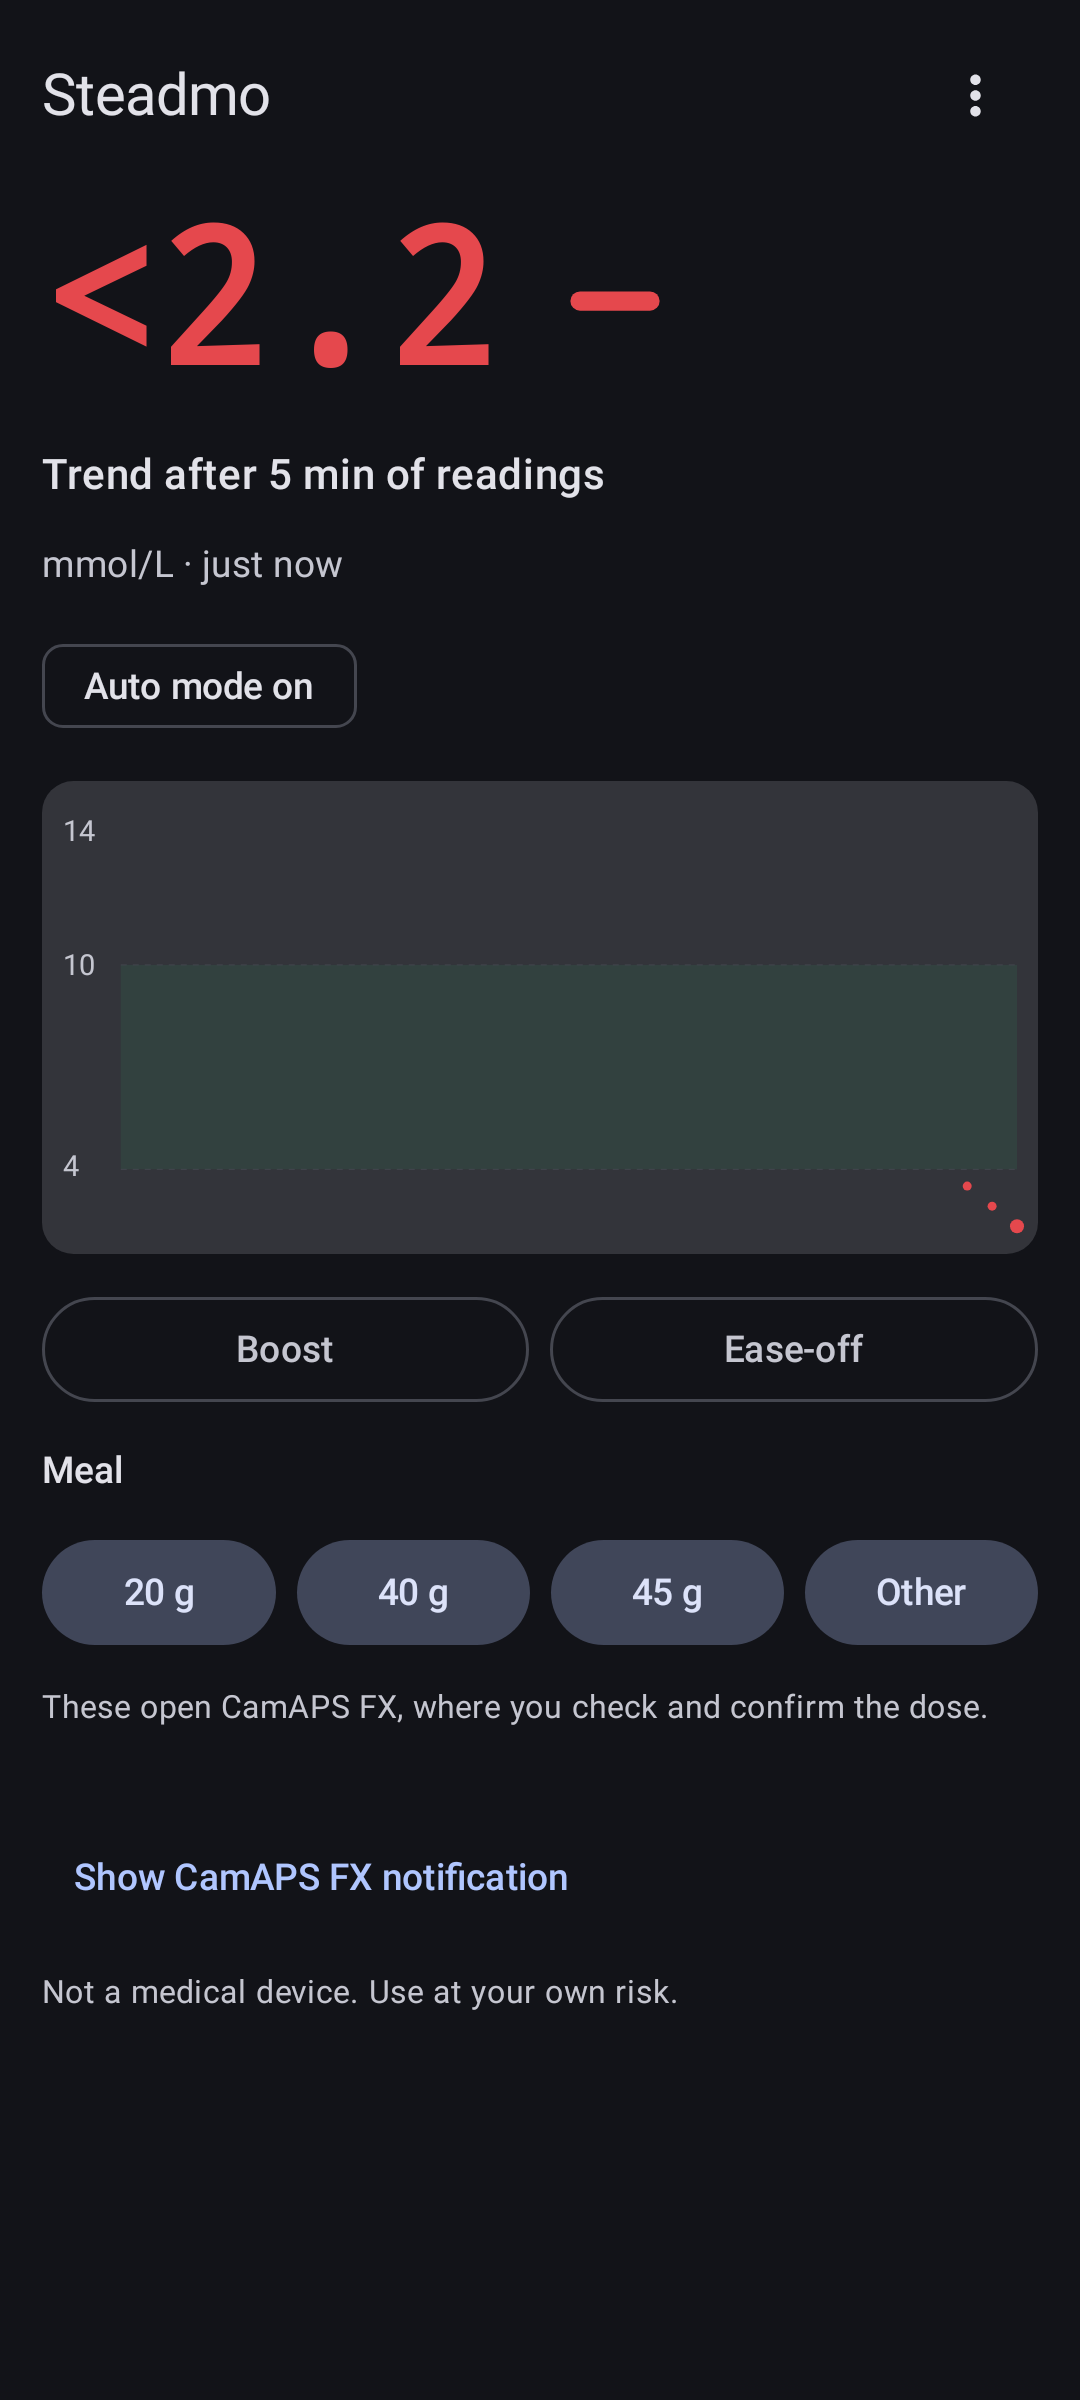 Steadmo
<2.2 –
Trend after 5 min of readings
mmol/L · just now
Auto mode on
14
10
4
Boost
Ease-off
Meal
20 g
40 g
45 g
Other
These open CamAPS FX, where you check and confirm the dose.
Show CamAPS FX notification
Not a medical device. Use at your own risk.